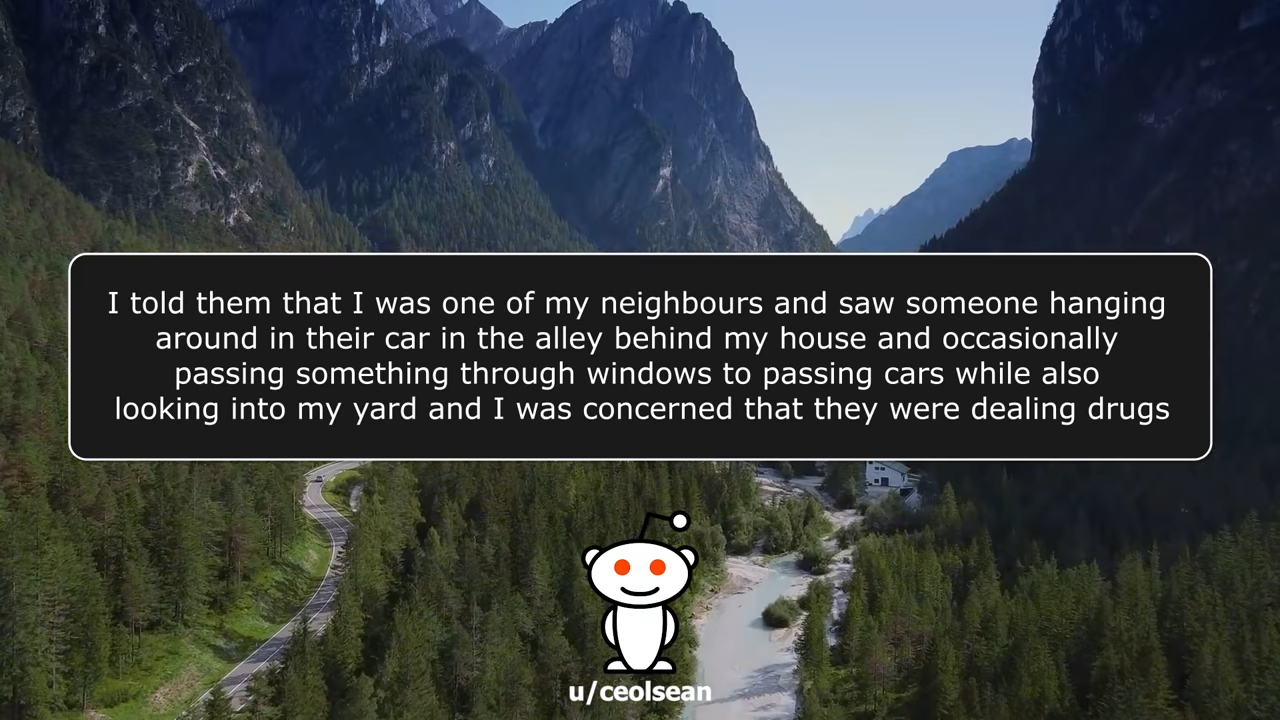 I told them that I was one of my neighbours and saw someone hanging
around in their car in the alley behind my house and occasionally
passing something through windows to passing cars while also
looking into my yard and I was concerned that they were dealing drugs
u/ceolsean